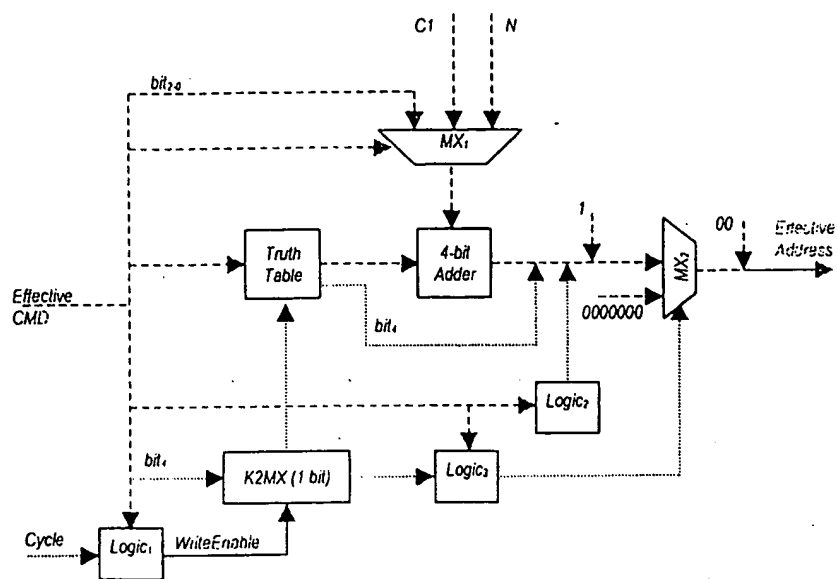 C1
N
bit2-0
MX1
1
00
Effective
Address
Truth
Table
4-bit
Adder
MX2
Effective
CMD
0000000
bit4
Logic2
bit4
K2MX (1 bit)
Logic3
Cycle
Logic1
WriteEnable